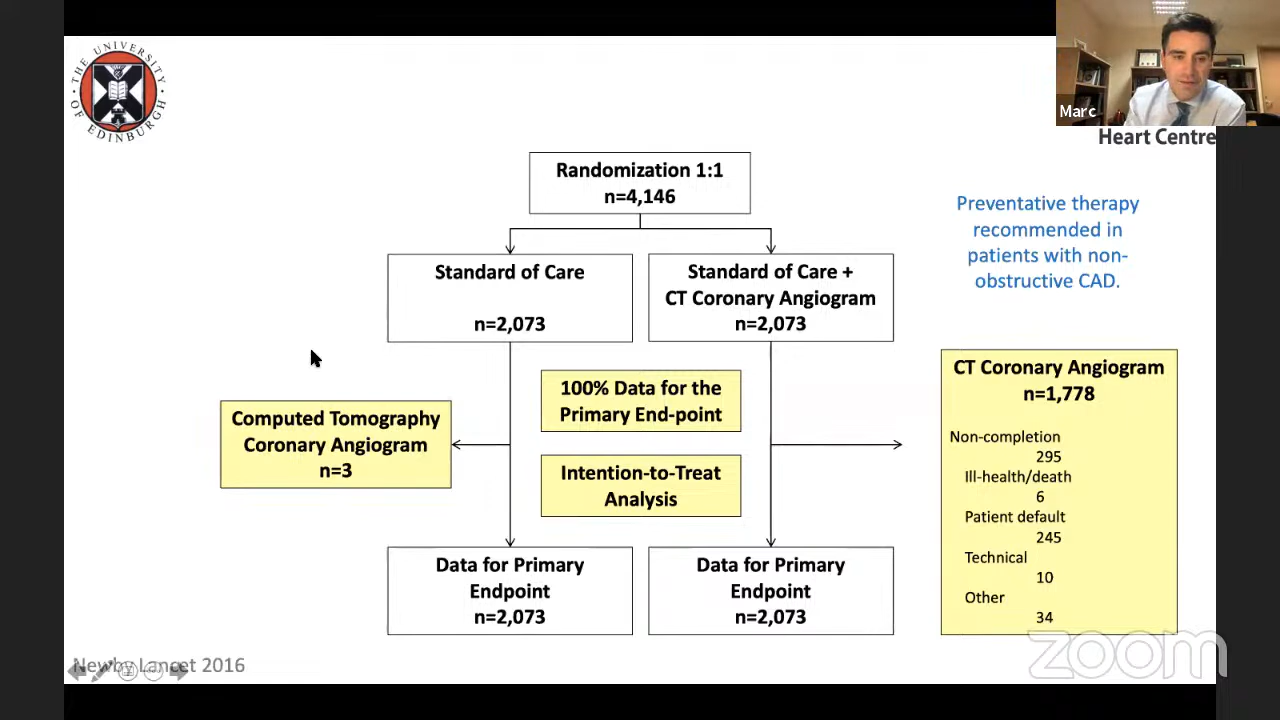 THE UNIVERSITY OF EDINBURGH
Marc
Heart Centre
Randomization 1:1
n=4,146
Preventative therapy
recommended in
patients with non-
obstructive CAD.
Standard of Care
n=2,073
Standard of Care +
CT Coronary Angiogram
n=2,073
100% Data for the
Primary End-point
Computed Tomography
Coronary Angiogram
n=3
Intention-to-Treat
Analysis
CT Coronary Angiogram
n=1,778
Non-completion
295
Ill-health/death
6
Patient default
245
Technical
10
Other
34
Data for Primary
Endpoint
n=2,073
Data for Primary
Endpoint
n=2,073
Newby Lancet 2016
zoom